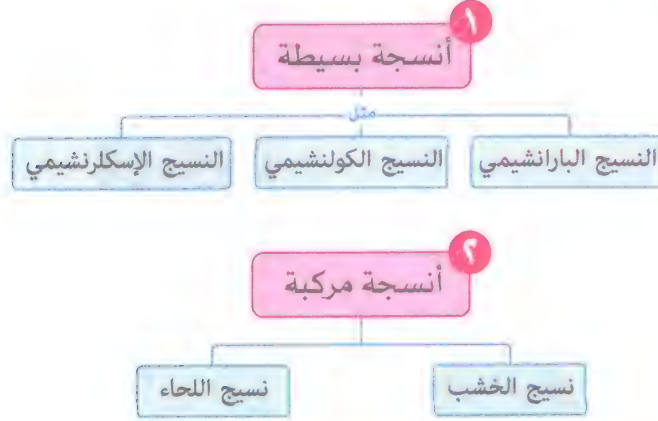 ١
أنسجة بسيطة
مثل
النسيج البارانشيمي النسيج الكولنشيمي النسيج الإسكلرنشيمي
٢
أنسجة مركبة
نسيج الخشب نسيج اللحاء